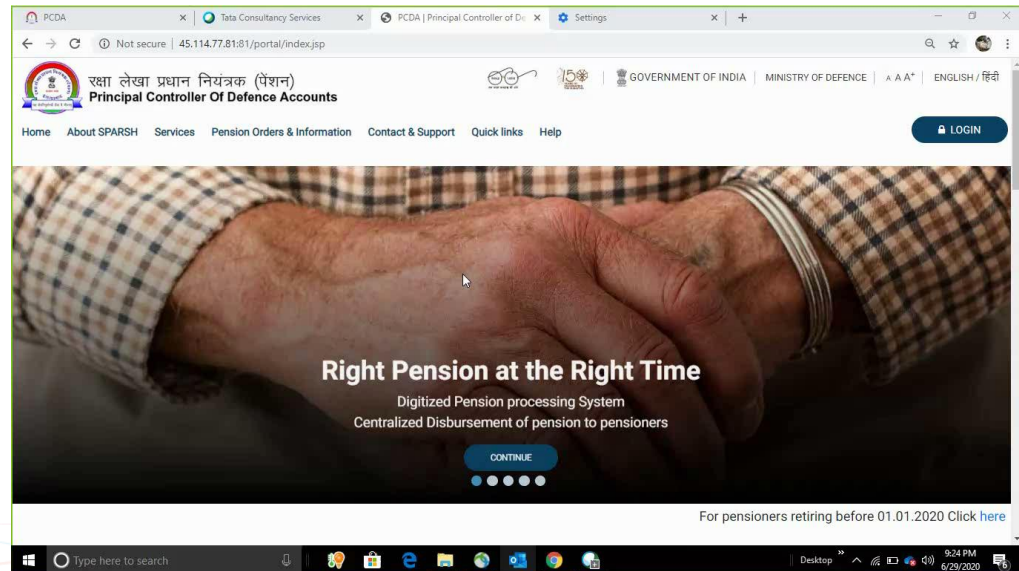 PCDA
Tata Consultancy Services
PCDA | Principal Controller of De
Settings
Not secure | 45.114.77.81:81/portal/index.jsp
रक्षा लेखा प्रधान नियंत्रक (पेंशन)
Principal Controller Of Defence Accounts
GOVERNMENT OF INDIA | MINISTRY OF DEFENCE | A A A+ | ENGLISH / हिंदी
Home About SPARSH Services Pension Orders & Information Contact & Support Quick links Help
LOGIN
Right Pension at the Right Time
Digitized Pension processing System
Centralized Disbursement of pension to pensioners
CONTINUE
For pensioners retiring before 01.01.2020 Click here
Type here to search
Desktop
9:24 PM
6/29/2020